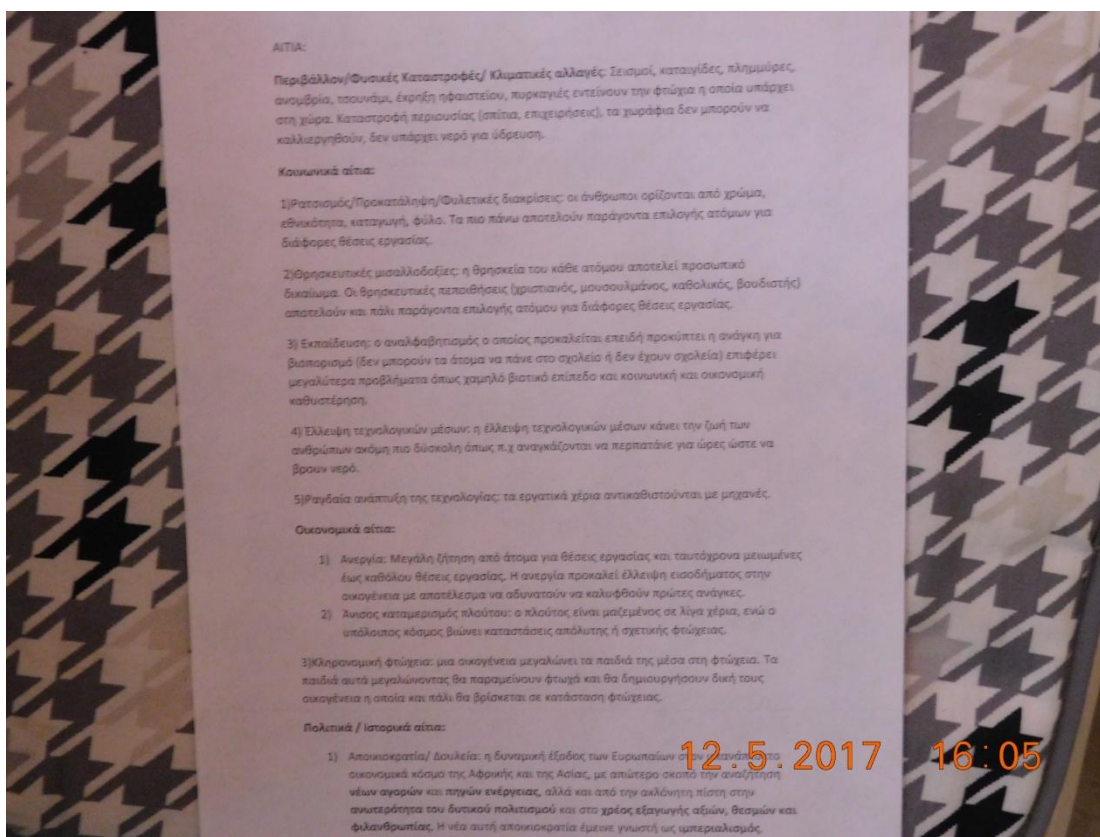 ΑΙΤΙΑ:
Περιβάλλον/Φυσικές Καταστροφές/ Κλιματικές αλλαγές: Σεισμοί, καταιγίδες, πλημμύρες,
ανομβρία, τσουνάμι, έκρηξη ηφαιστείου, πυρκαγιές εντείνουν την φτώχια η οποία υπάρχει
στη χώρα. Καταστροφή περιουσίας (σπίτια, επιχειρήσεις), τα χωράφια δεν μπορούν να
καλλιεργηθούν, δεν υπάρχει νερό για ύδρευση.
Κοινωνικά αίτια:
1)Ρατσισμός/Προκατάληψη/Φυλετικές διακρίσεις: οι άνθρωποι ορίζονται από χρώμα,
εθνικότητα, καταγωγή, φύλο. Τα πιο πάνω αποτελούν παράγοντα επιλογής ατόμων για
διάφορες θέσεις εργασίας.
2)Θρησκευτικές μισαλλοδοξίες: η θρησκεία του κάθε ατόμου αποτελεί προσωπικό
δικαίωμα. Οι θρησκευτικές πεποιθήσεις (χριστιανός, μουσουλμάνος, καθολικός, βουδιστής)
αποτελούν και πάλι παράγοντα επιλογής ατόμου για διάφορες θέσεις εργασίας.
3) Εκπαίδευση: ο αναλφαβητισμός ο οποίος προκαλείται επειδή προκύπτει η ανάγκη για
βιοπορισμό (δεν μπορούν τα άτομα να πάνε στο σχολείο ή δεν έχουν σχολεία) επιφέρει
μεγαλύτερα προβλήματα όπως χαμηλό βιοτικό επίπεδο και κοινωνική και οικονομική
καθυστέρηση.
4) Έλλειψη τεχνολογικών μέσων: η έλλειψη τεχνολογικών μέσων κάνει την ζωή των
ανθρώπων ακόμη πιο δύσκολη όπως π.χ αναγκάζονται να περπατάνε για ώρες ώστε να
βρουν νερό.
5)Ραγδαία ανάπτυξη της τεχνολογίας: τα εργατικά χέρια αντικαθιστούνται με μηχανές.
Οικονομικά αίτια:
1) Ανεργία: Μεγάλη ζήτηση από άτομα για θέσεις εργασίας και ταυτόχρονα μειωμένες
έως καθόλου θέσεις εργασίας. Η ανεργία προκαλεί έλλειψη εισοδήματος στην
οικογένεια με αποτέλεσμα να αδυνατούν να καλυφθούν πρώτες ανάγκες.
2) Άνισος καταμερισμός πλούτου: ο πλούτος είναι μαζεμένος σε λίγα χέρια, ενώ ο
υπόλοιπος κόσμος βιώνει καταστάσεις απόλυτης ή σχετικής φτώχειας.
3)Κληρονομική φτώχεια: μια οικογένεια μεγαλώνει τα παιδιά της μέσα στη φτώχεια. Τα
παιδιά αυτά μεγαλώνοντας θα παραμείνουν φτωχά και θα δημιουργήσουν δική τους
οικογένεια η οποία και πάλι θα βρίσκεται σε κατάσταση φτώχειας.
Πολιτικά / Ιστορικά αίτια:
1) Αποικιοκρατία/ Δουλεία: η δυναμική έξοδος των Ευρωπαίων στον
οικονομικά κόσμο της Αφρικής και της Ασίας, με απώτερο σκοπό την αναζήτηση
νέων αγορών και πηγών ενέργειας, αλλά και από την ακλόνητη πίστη στην
ανωτερότητα του δυτικού πολιτισμού και στο χρέος εξαγωγής αξιών, θεσμών και
φιλανθρωπίας. Η νέα αυτή αποικιοκρατία έμεινε γνωστή ως ιμπεριαλισμός.
12.5.2017 16:05